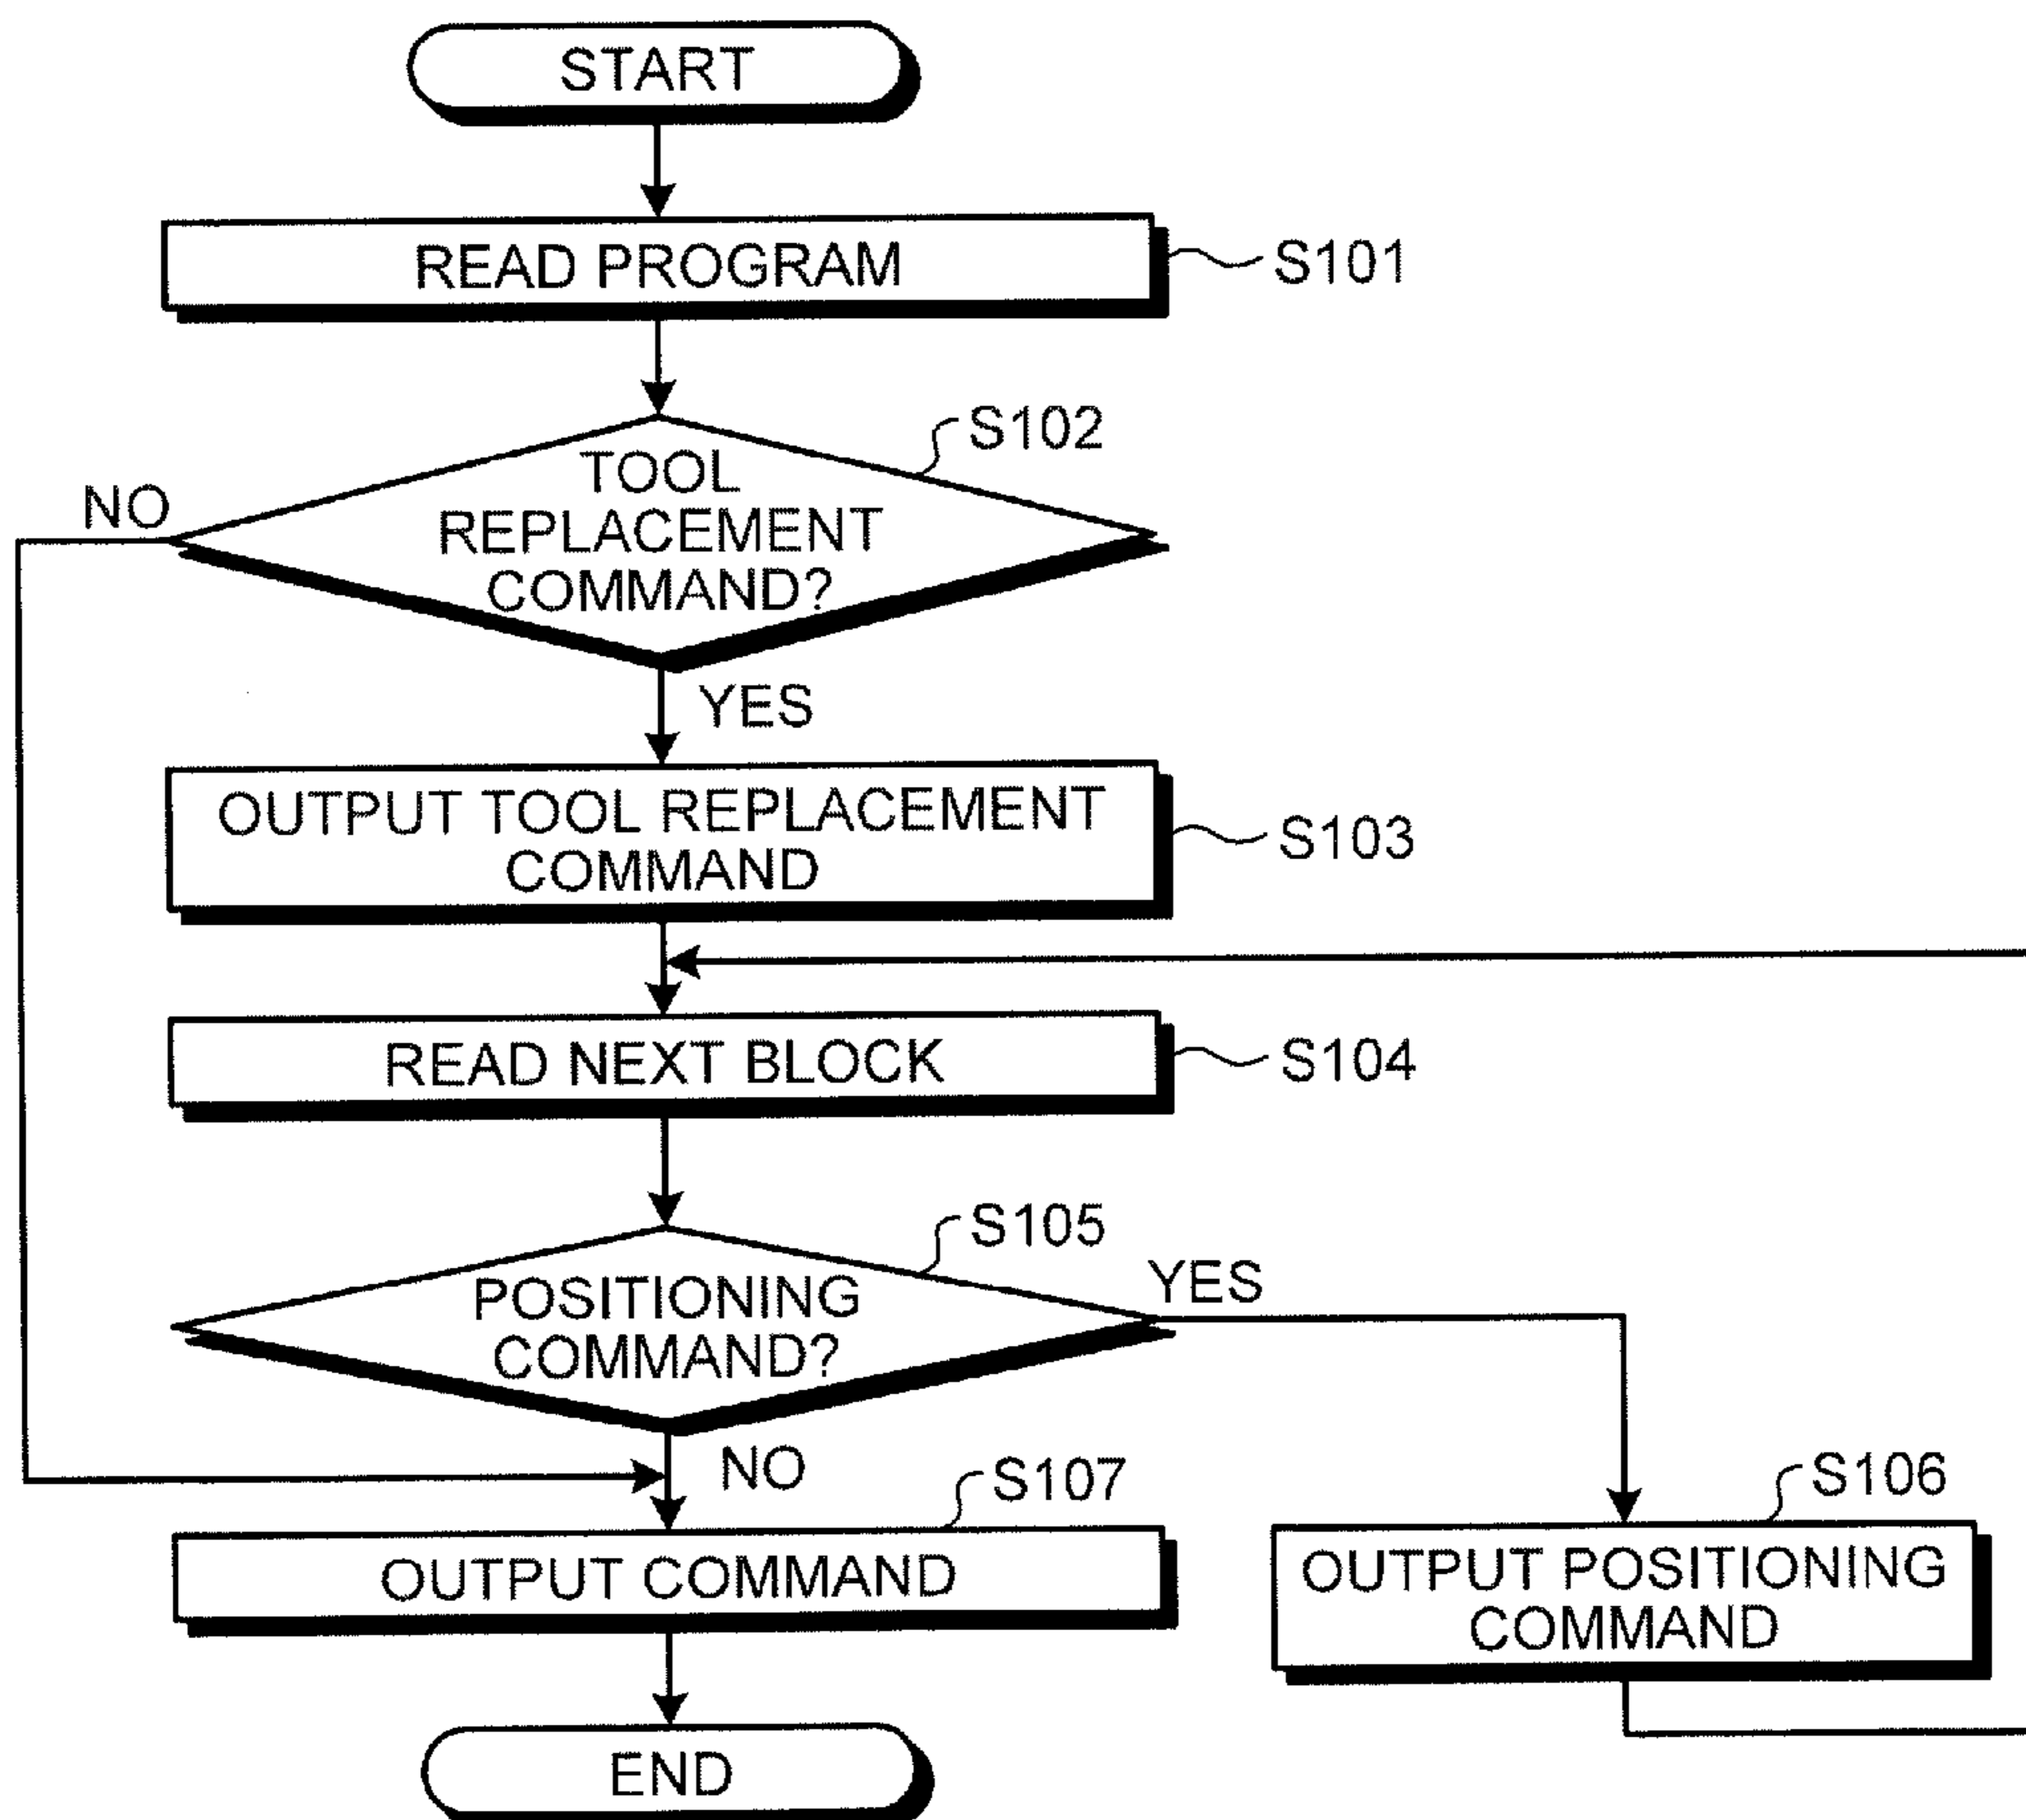 START
READ PROGRAM
S101
S102
TOOL
REPLACEMENT
COMMAND?
NO
YES
OUTPUT TOOL REPLACEMENT
COMMAND
S103
READ NEXT BLOCK
S104
S105
POSITIONING
COMMAND?
YES
NO
S107
OUTPUT COMMAND
S106
OUTPUT POSITIONING
COMMAND
END